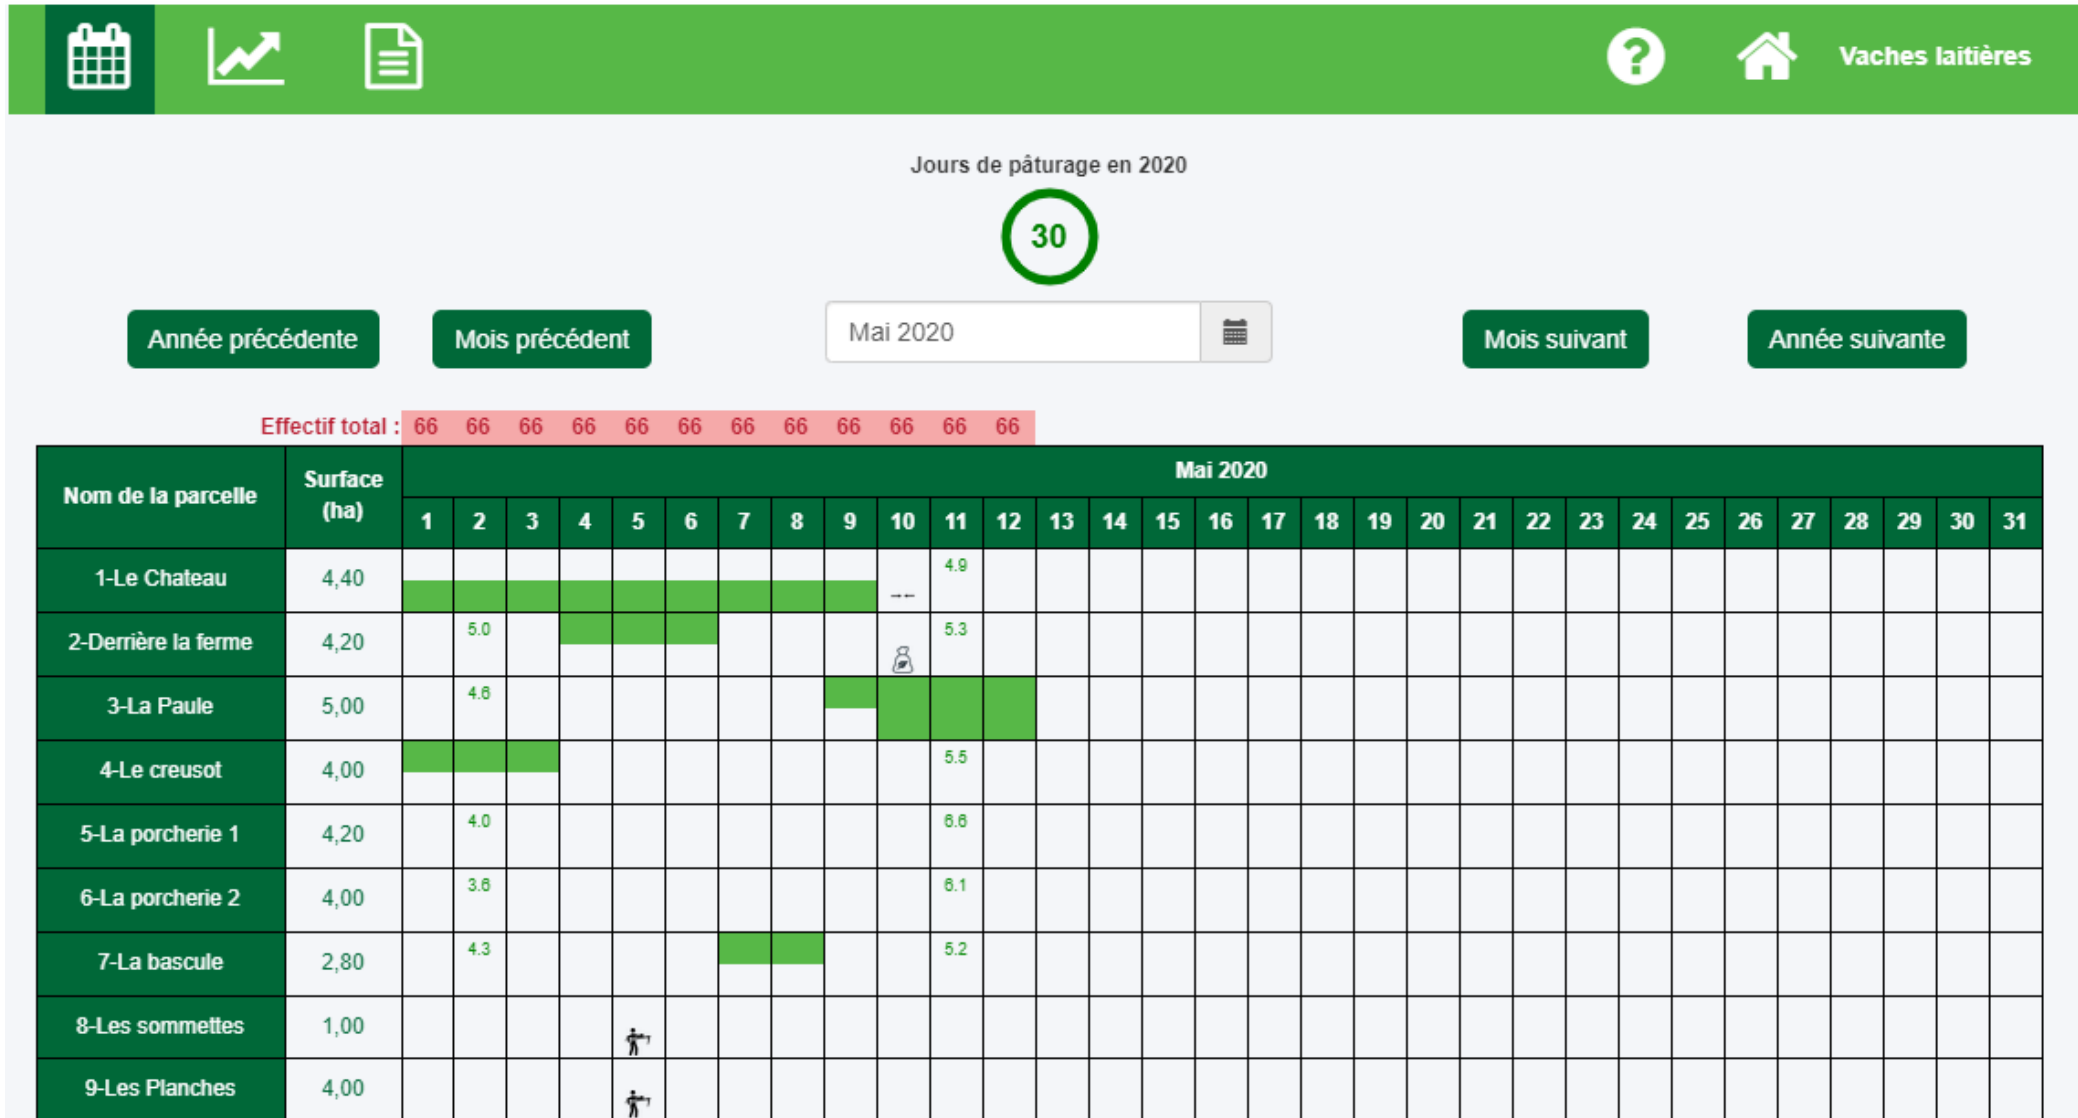 Vaches laitières
Jours de pâturage en 2020
30
Année précédente Mois précédent Mai 2020 Mois suivant Année suivante
Effectif total : 66 66 66 66 66 66 66 66 66 66 66 66
Nom de la parcelle Surface (ha) Mai 2020
1 2 3 4 5 6 7 8 9 10 11 12 13 14 15 16 17 18 19 20 21 22 23 24 25 26 27 28 29 30 31
1-Le Chateau 4,40 4.9
2-Derrière la ferme 4,20 5.0 5.3
3-La Paule 5,00 4.6
4-Le creusot 4,00 5.5
5-La porcherie 1 4,20 4.0 6.6
6-La porcherie 2 4,00 3.6 6.1
7-La bascule 2,80 4.3 5.2
8-Les sommettes 1,00
9-Les Planches 4,00